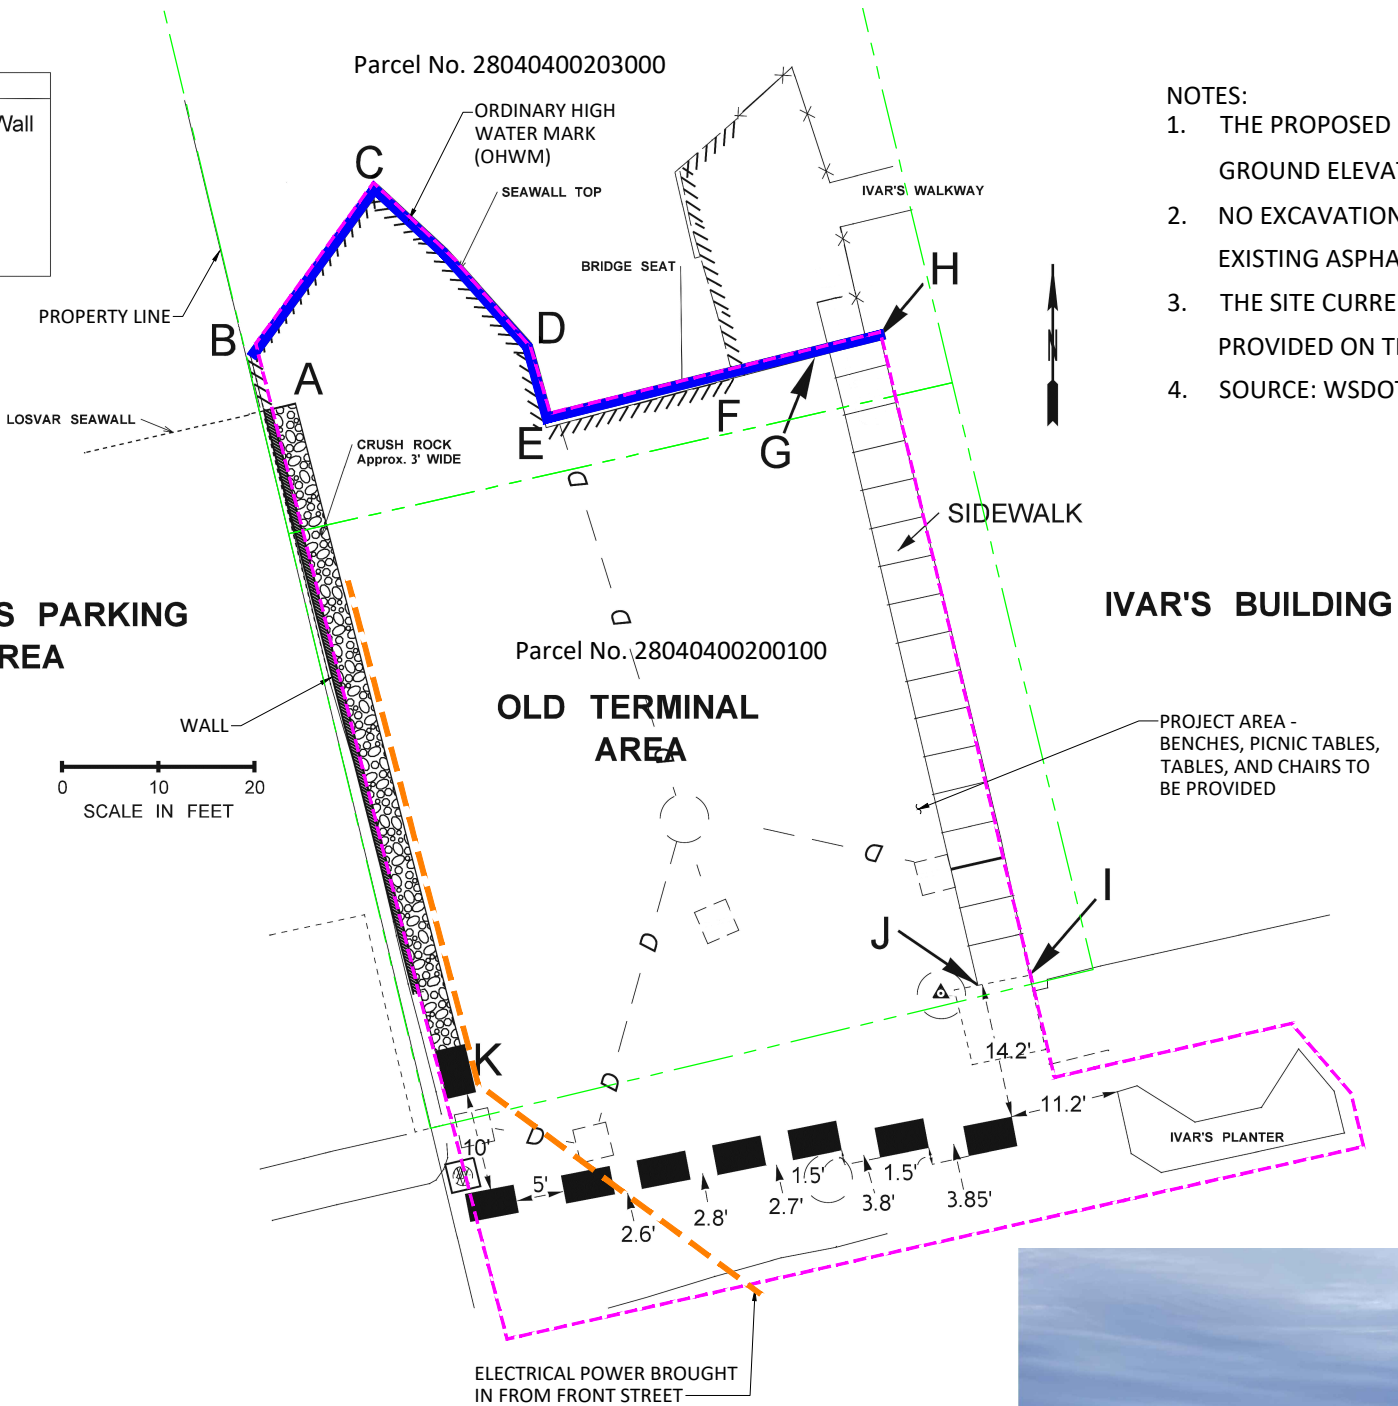 Parcel No. 28040400203000
Wall
ORDINARY HIGH
WATER MARK
(OHWM)
SEAWALL TOP
NOTES:
1. THE PROPOSED
GROUND ELEVAT
2. NO EXCAVATION
EXISTING ASPHA
3. THE SITE CURRE
PROVIDED ON T
4. SOURCE: WSDOT
IVAR'S WALKWAY
BRIDGE SEAT
PROPERTY LINE
C
B
A
D
E
F
G
H
N
LOSVAR SEAWALL
CRUSH ROCK
Approx. 3' WIDE
D
SIDEWALK
S PARKING
REA
IVAR'S BUILDING
D
Parcel No. 28040400200100
OLD TERMINAL
AREA
D
WALL
0 10 20
SCALE IN FEET
PROJECT AREA -
BENCHES, PICNIC TABLES,
TABLES, AND CHAIRS TO
BE PROVIDED
D
I
J
D
K
14.2'
D
11.2'
IVAR'S PLANTER
10'
D
5'
1.5'
1.5'
2.6'
2.8'
2.7'
3.8'
3.85'
ELECTRICAL POWER BROUGHT
IN FROM FRONT STREET